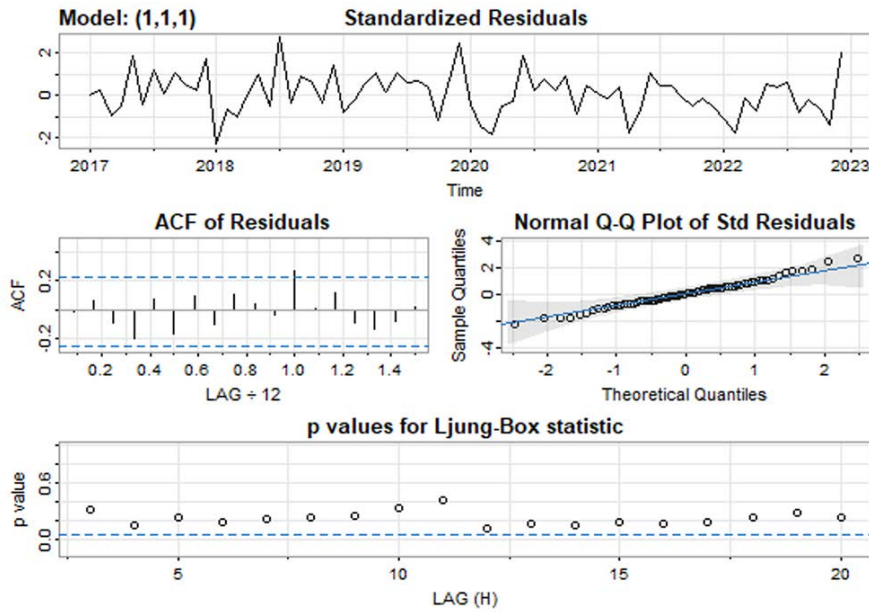 Model: (1,1,1) Standardized Residuals
2
0
-2
2017 2018 2019 2020 2021 2022 2023
Time
ACF of Residuals
ACF
0.2
-0.2
0.2 0.4 0.6 0.8 1.0 1.2 1.4
LAG ÷ 12
Normal Q-Q Plot of Std Residuals
Sample Quantiles
4
2
0
-4
-2 -1 0 1 2
Theoretical Quantiles
p values for Ljung-Box statistic
p value
0.6
0.0
5 10 15 20
LAG (H)